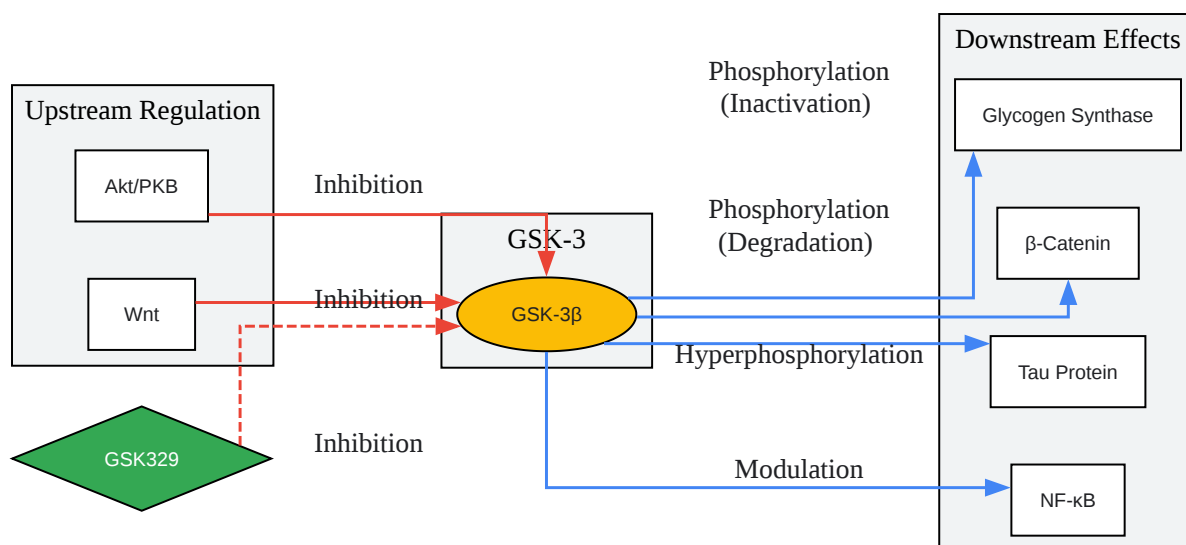 Upstream Regulation
Akt/PKB
Wnt
GSK329
Inhibition
Inhibition
Inhibition
GSK-3
GSK-3β
Phosphorylation
(Inactivation)
Phosphorylation
(Degradation)
Hyperphosphorylation
Modulation
Downstream Effects
Glycogen Synthase
β-Catenin
Tau Protein
NF-κB